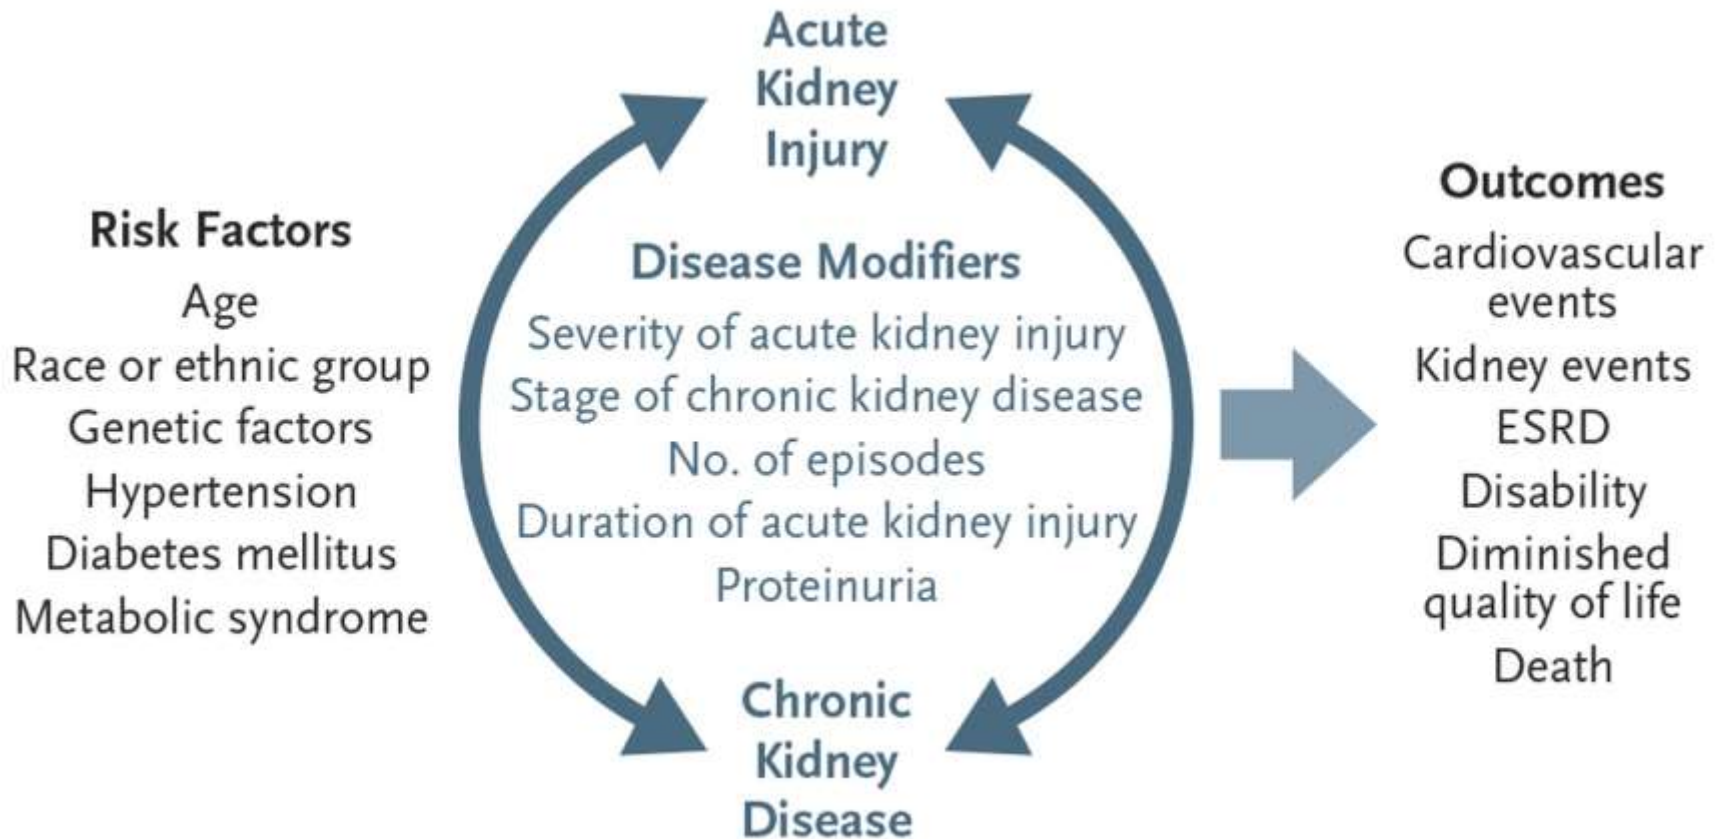 Acute
Kidney
Injury
Risk Factors
Age
Race or ethnic group
Genetic factors
Hypertension
Diabetes mellitus
Metabolic syndrome
Disease Modifiers
Severity of acute kidney injury
Stage of chronic kidney disease
No. of episodes
Duration of acute kidney injury
Proteinuria
Chronic
Kidney
Disease
Outcomes
Cardiovascular
events
Kidney events
ESRD
Disability
Diminished
quality of life
Death